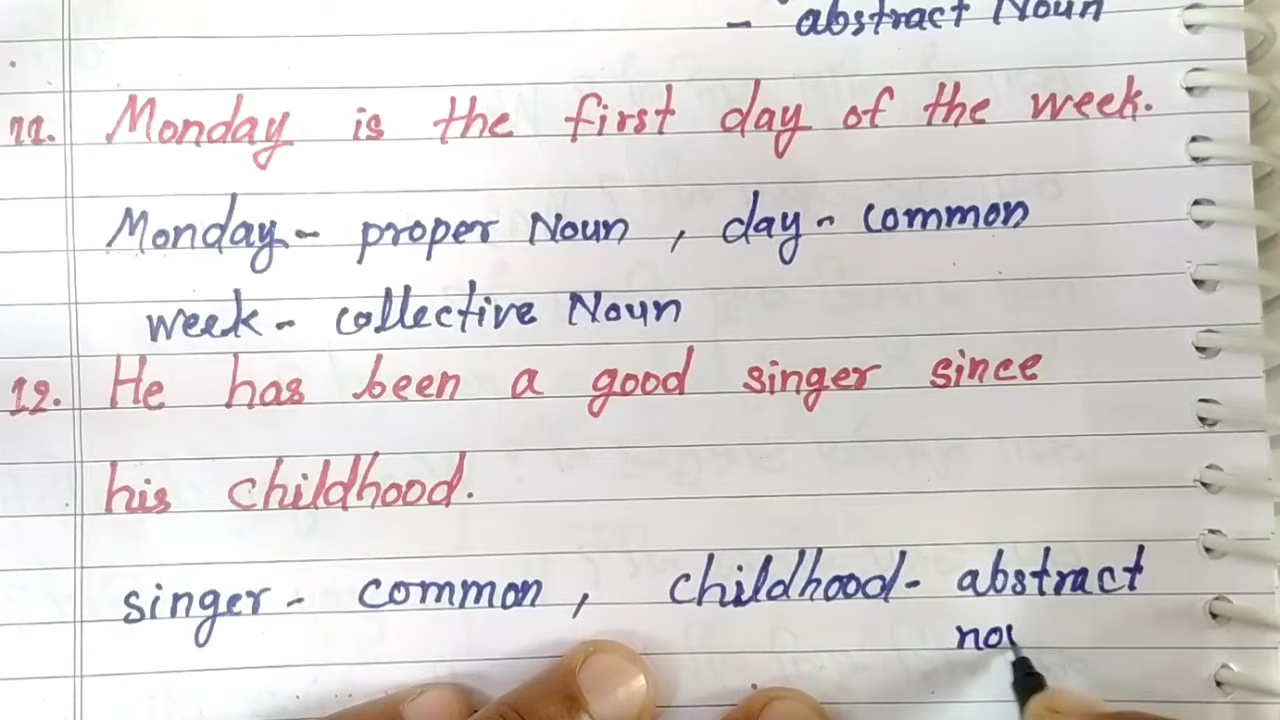 - abstract Noun
11. Monday is the first day of the week.
Monday - proper Noun , day - common
week - collective Noun
12. He has been a good singer since
his childhood.
singer - common , childhood - abstract
nou